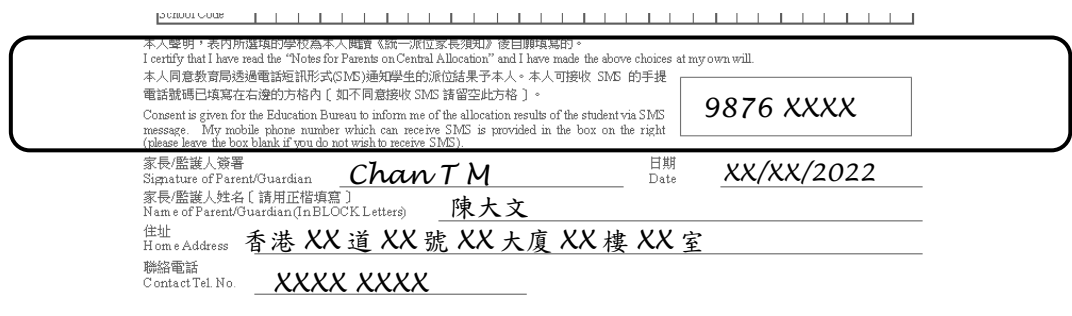 School Code
本人聲明，表內所選填的學校為本人閱讀《統一派位家長須知》後自願填寫的。
I certify that I have read the “Notes for Parents on Central Allocation” and I have made the above choices at my own will.
本人同意教育局透過電話短訊形式(SMS)通知學生的派位結果予本人。本人可接收 SMS 的手提
電話號碼已填寫在右邊的方格內〔如不同意接收 SMS 請留空此方格〕。
9876 XXXX
Consent is given for the Education Bureau to inform me of the allocation results of the student via SMS
message. My mobile phone number which can receive SMS is provided in the box on the right
(please leave the box blank if you do not wish to receive SMS).
家長/監護人簽署 日期
Signature of Parent/Guardian Chan T M Date XX/XX/2022
家長/監護人姓名〔請用正楷填寫〕
Name of Parent/Guardian (In BLOCK Letters) 陳大文
住址
Home Address 香港 XX 道 XX 號 XX 大廈 XX 樓 XX 室
聯絡電話
Contact Tel. No. XXXX XXXX